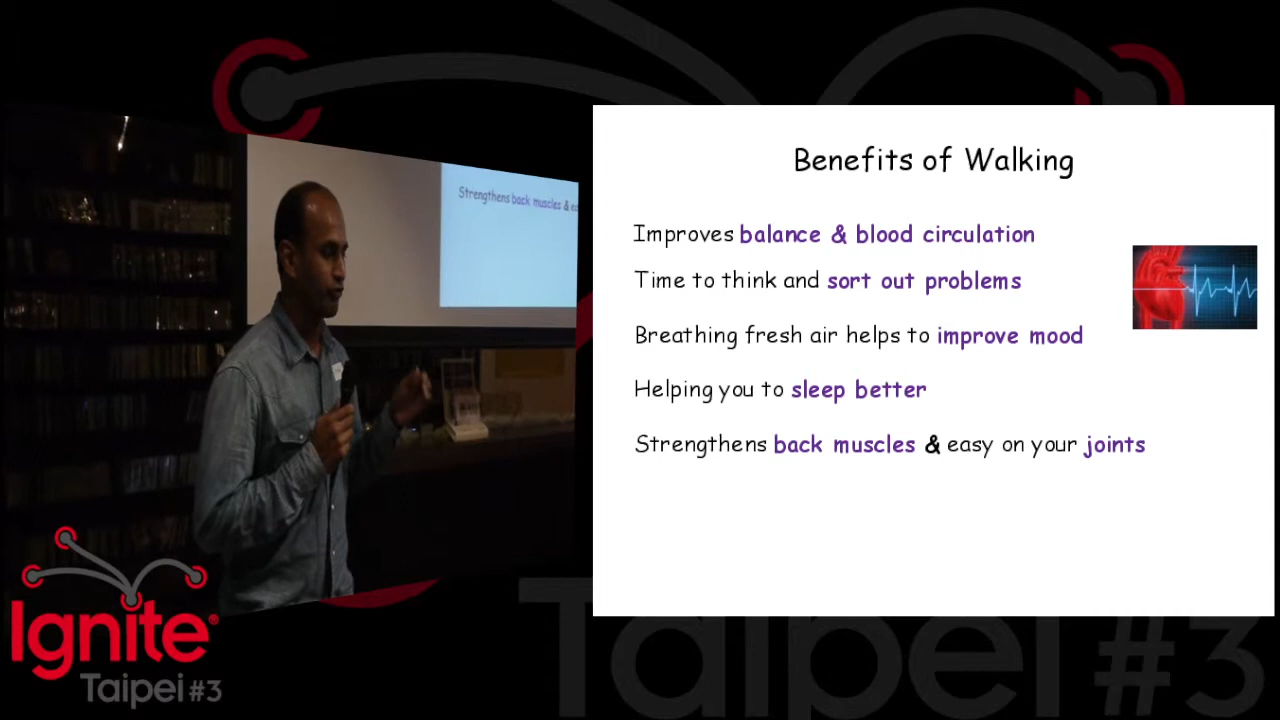 Benefits of Walking
Improves balance & blood circulation
Time to think and sort out problems
Breathing fresh air helps to improve mood
Helping you to sleep better
Strengthens back muscles & easy on your joints
Strengthens back muscles & ea
Ignite®
Taipei #3
Taipei #3